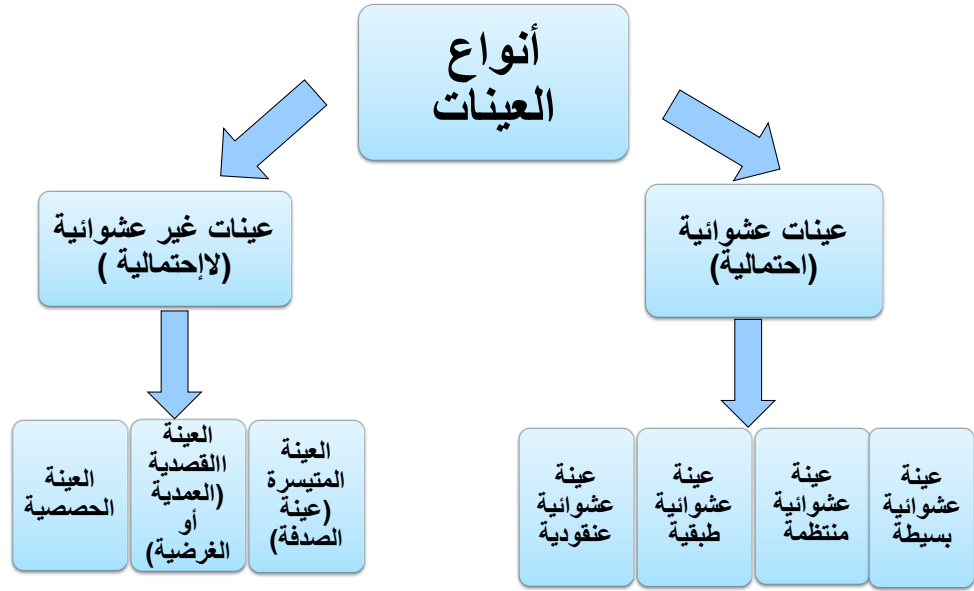 أنواع
العينات
عينات عشوائية
(احتمالية)
عينات غير عشوائية
(لاإحتمالية )
عينة
عشوائية
بسيطة
عينة
عشوائية
منتظمة
عينة
عشوائية
طبقية
عينة
عشوائية
عنقودية
العينة
المتيسرة
(عينة
الصدفة)
العينة
االقصدية
(العمدية
أو
الغرضية)
العينة
الحصصية